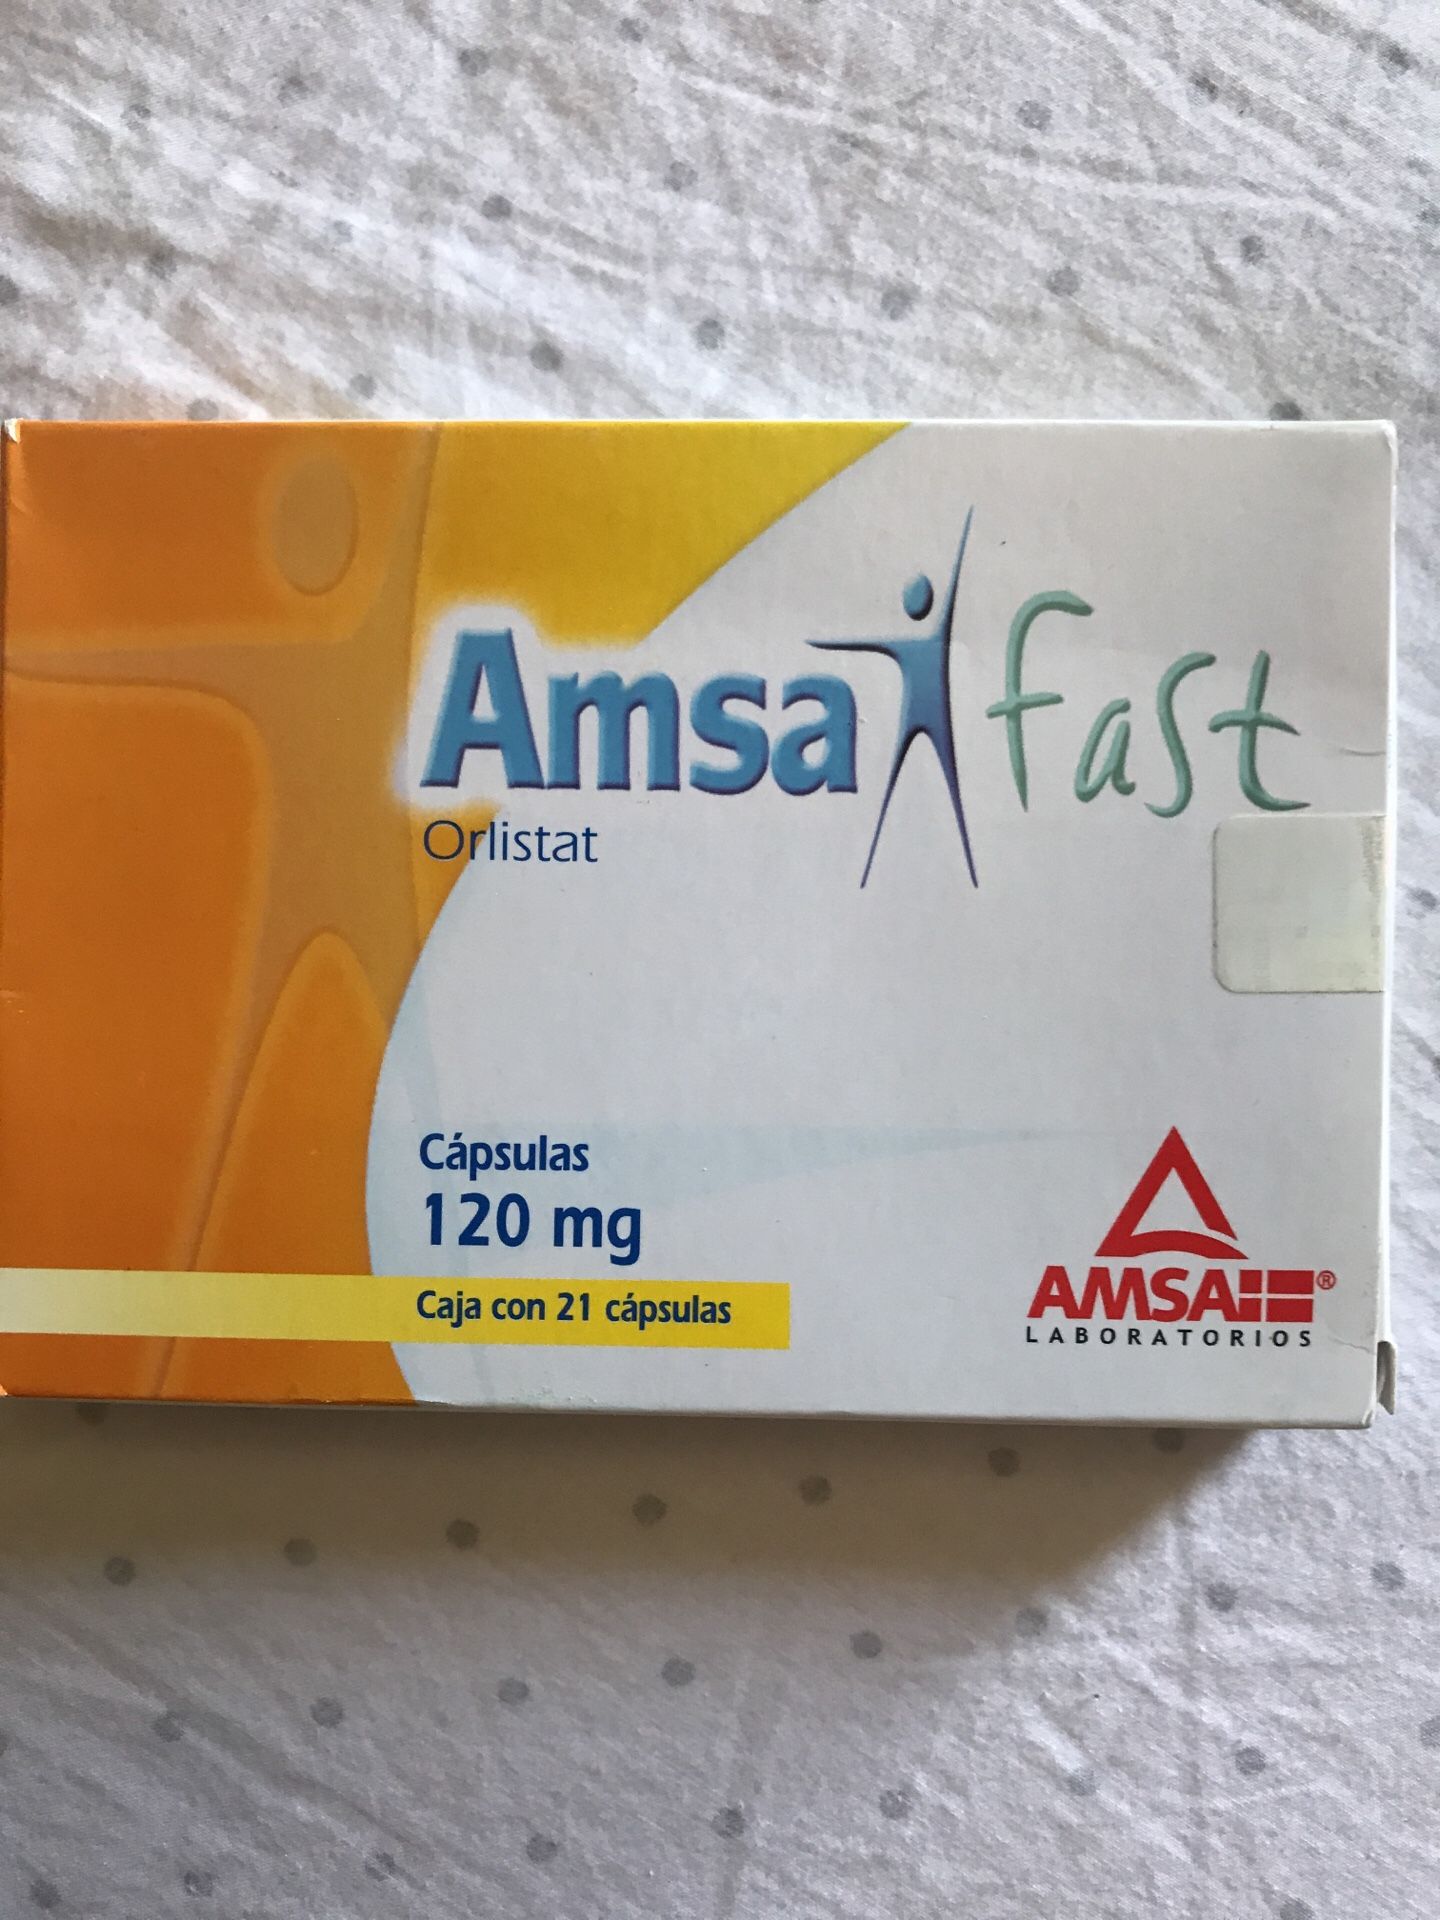 Amsa fast
Orlistat
Cápsulas
120 mg
Caja con 21 cápsulas
AMSA®
LABORATORIOS